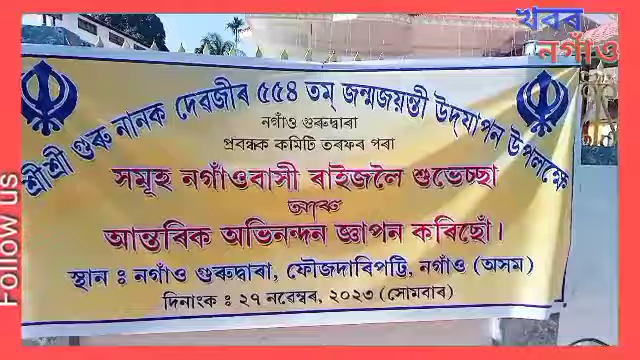 খবৰ
নগাঁও
শ্ৰী শ্ৰী গুৰু নানক দেৱজীৰ ৫৫৪ তম্ জন্মজয়ন্তী উদ্‌যাপন উপলক্ষে
নগাঁও গুৰুদ্বাৰা
প্ৰবন্ধক কমিটি তৰফৰ পৰা
সমূহ নগাঁওবাসী ৰাইজলৈ শুভেচ্ছা
আৰু
আন্তৰিক অভিনন্দন জ্ঞাপন কৰিছোঁ।
স্থান ঃ নগাঁও গুৰুদ্বাৰা, ফৌজদাৰিপট্টি, নগাঁও (অসম)
দিনাংক ঃ ২৭ নৱেম্বৰ, ২০২৩ (সোমবাৰ)
Follow us